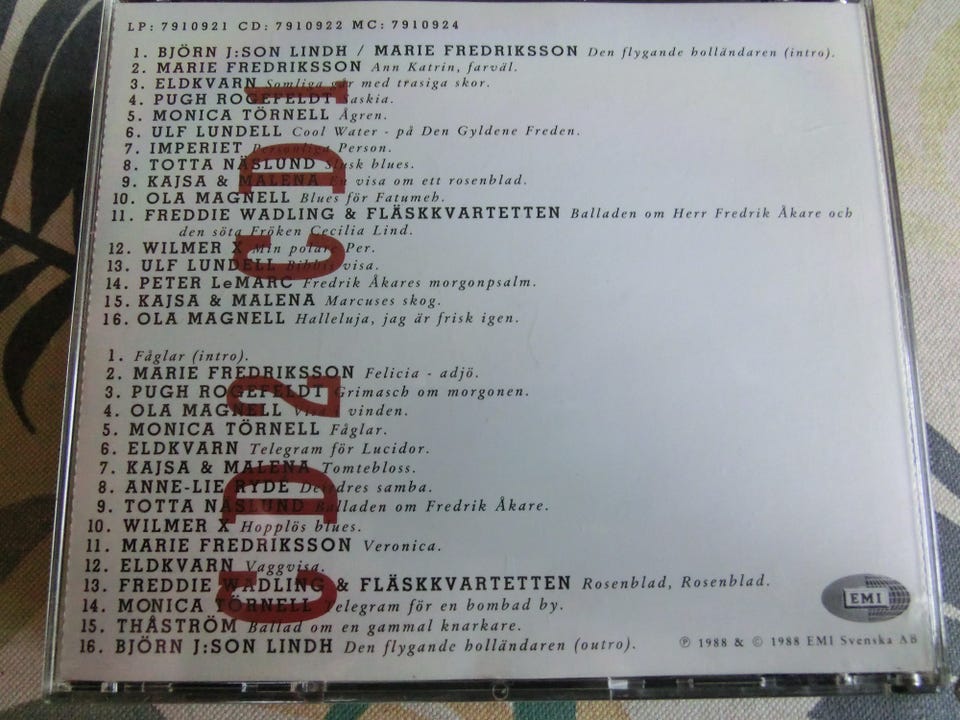 LP: 7910921 CD: 7910922 MC: 7910924
1. BJÖRN J:SON LINDH / MARIE FREDRIKSSON Den flygande holländaren (intro).
2. MARIE FREDRIKSSON Ann Katrin, farväl.
3. ELDKVARN Somliga går med trasiga skor.
4. PUGH ROGEFELDT Saskia.
5. MONICA TÖRNELL Ågren.
6. ULF LUNDELL Cool Water - på Den Gyldene Freden.
7. IMPERIET Personliga Person.
8. TOTTA NÄSLUND Slusk blues.
9. KAJSA & MALENA En visa om ett rosenblad.
10. OLA MAGNELL Blues för Fatumeh.
11. FREDDIE WADLING & FLÄSKKVARTETTEN Balladen om Herr Fredrik Åkare och
den söta Fröken Cecilia Lind.
12. WILMER X Min polare Per.
13. ULF LUNDELL Bibbis visa.
14. PETER LeMARC Fredrik Åkares morgonpsalm.
15. KAJSA & MALENA Marcuses skog.
16. OLA MAGNELL Halleluja, jag är frisk igen.
CD 1
1. Fåglar (intro).
2. MARIE FREDRIKSSON Felicia - adjö.
3. PUGH ROGEFELDT Grimasch om morgonen.
4. OLA MAGNELL Visa i vinden.
5. MONICA TÖRNELL Fåglar.
6. ELDKVARN Telegram för Lucidor.
7. KAJSA & MALENA Tomtebloss.
8. ANNE-LIE RYDÉ Deirdres samba.
9. TOTTA NÄSLUND Balladen om Fredrik Åkare.
10. WILMER X Hopplös blues.
11. MARIE FREDRIKSSON Veronica.
12. ELDKVARN Vaggvisa.
13. FREDDIE WADLING & FLÄSKKVARTETTEN Rosenblad, Rosenblad.
14. MONICA TÖRNELL Telegram för en bombad by.
15. THÅSTRÖM Ballad om en gammal knarkare.
16. BJÖRN J:SON LINDH Den flygande holländaren (outro).
CD 2
EMI
℗ 1988 & © 1988 EMI Svenska AB